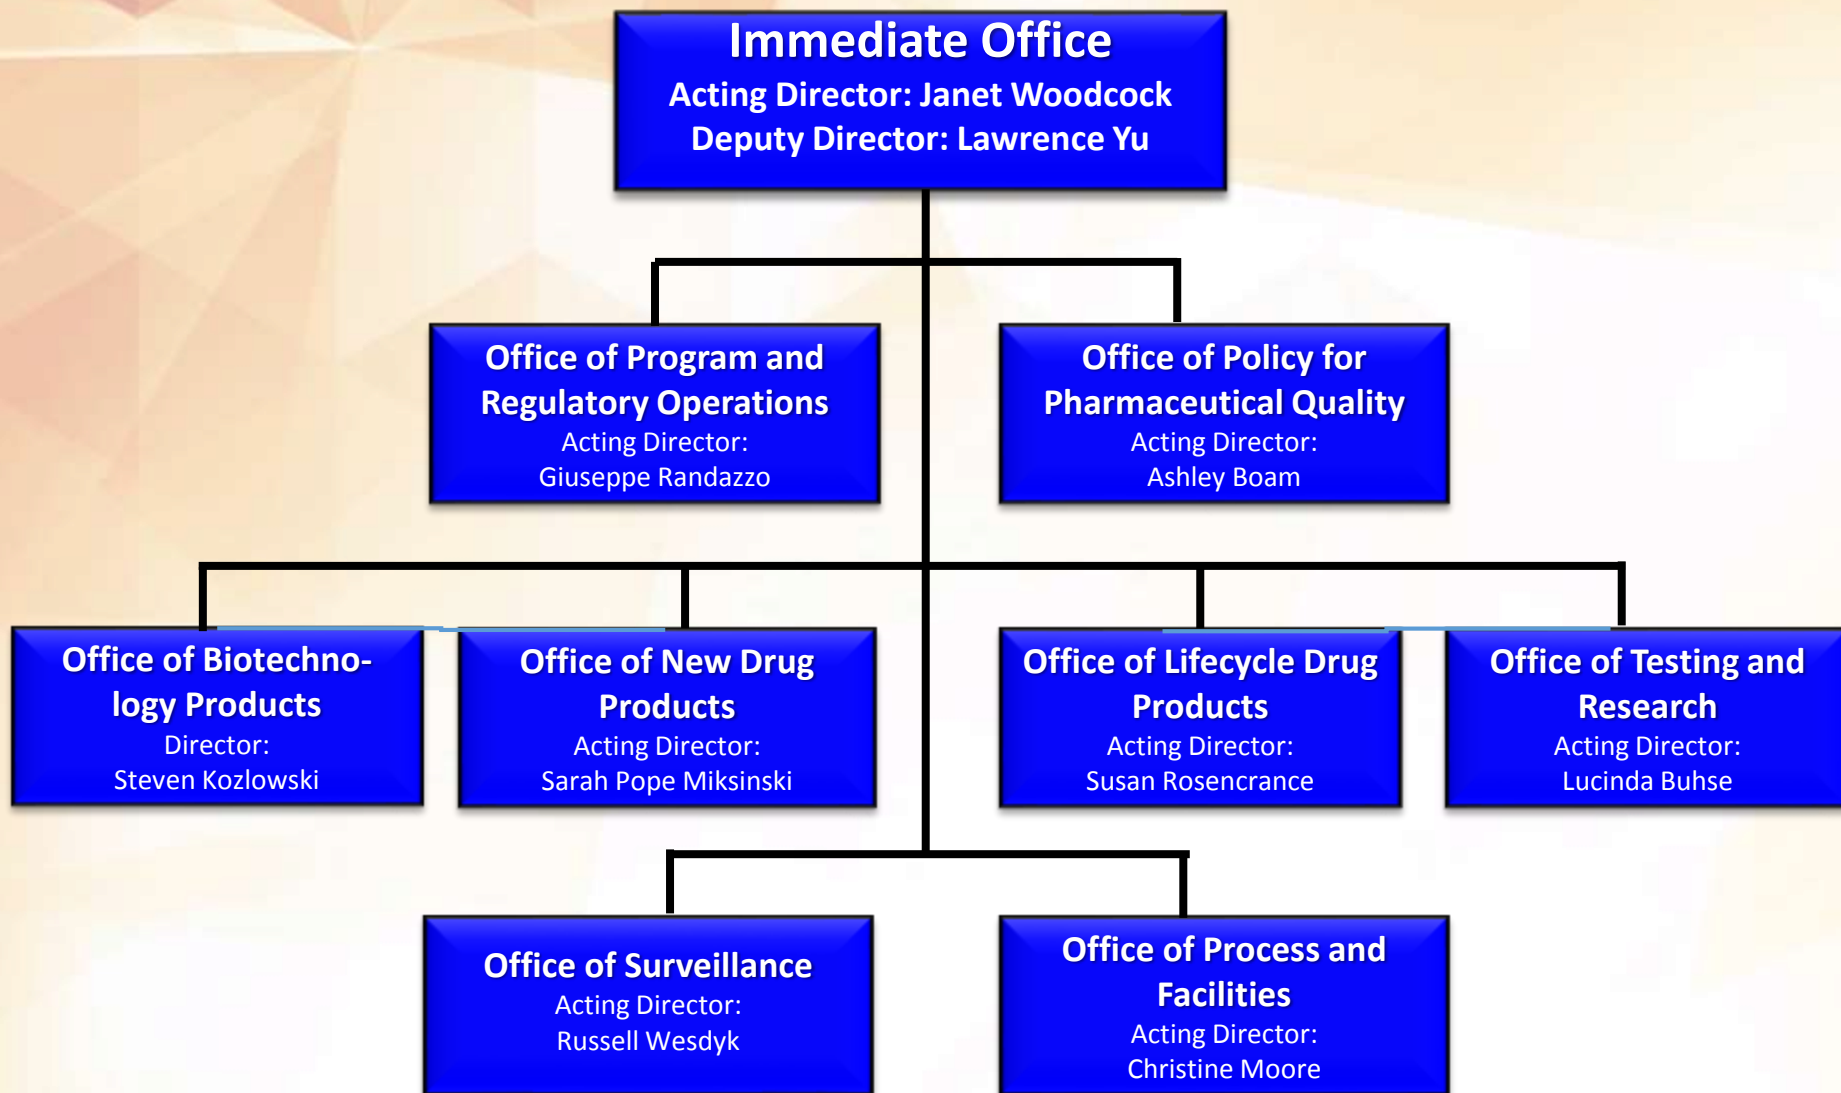 Immediate Office
Acting Director: Janet Woodcock
Deputy Director: Lawrence Yu
Office of Program and
Regulatory Operations
Acting Director:
Giuseppe Randazzo
Office of Policy for
Pharmaceutical Quality
Acting Director:
Ashley Boam
Office of Biotechno-
logy Products
Director:
Steven Kozlowski
Office of New Drug
Products
Acting Director:
Sarah Pope Miksinski
Office of Lifecycle Drug
Products
Acting Director:
Susan Rosencrance
Office of Testing and
Research
Acting Director:
Lucinda Buhse
Office of Surveillance
Acting Director:
Russell Wesdyk
Office of Process and
Facilities
Acting Director:
Christine Moore